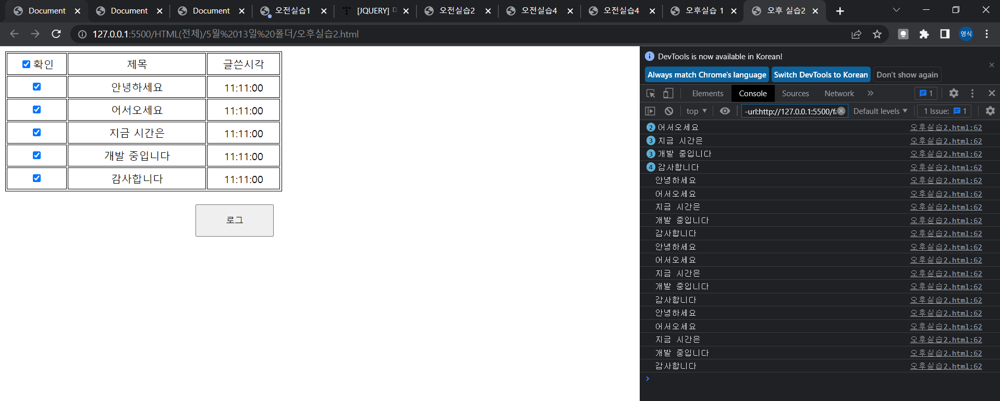 Document
Document
Document
오전실습1
[JQUERY]
오전실습2
오전실습4
오전실습4
오후실습 1
오후 실습2
127.0.0.1:5500/HTML(전체)/5월%2013일%20폴더/오후실습2.html
영식
확인 제목 글쓴시각
안녕하세요 11:11:00
어서오세요 11:11:00
지금 시간은 11:11:00
개발 중입니다 11:11:00
감사합니다 11:11:00
로그
DevTools is now available in Korean!
Always match Chrome's language Switch DevTools to Korean Don't show again
Elements Console Sources Network 1
top -url:http://127.0.0.1:5500/fa Default levels 1 Issue: 1
2 어서오세요 오후실습2.html:62
3 지금 시간은 오후실습2.html:62
3 개발 중입니다 오후실습2.html:62
4 감사합니다 오후실습2.html:62
안녕하세요 오후실습2.html:62
어서오세요 오후실습2.html:62
지금 시간은 오후실습2.html:62
개발 중입니다 오후실습2.html:62
감사합니다 오후실습2.html:62
안녕하세요 오후실습2.html:62
어서오세요 오후실습2.html:62
지금 시간은 오후실습2.html:62
개발 중입니다 오후실습2.html:62
감사합니다 오후실습2.html:62
안녕하세요 오후실습2.html:62
어서오세요 오후실습2.html:62
지금 시간은 오후실습2.html:62
개발 중입니다 오후실습2.html:62
감사합니다 오후실습2.html:62